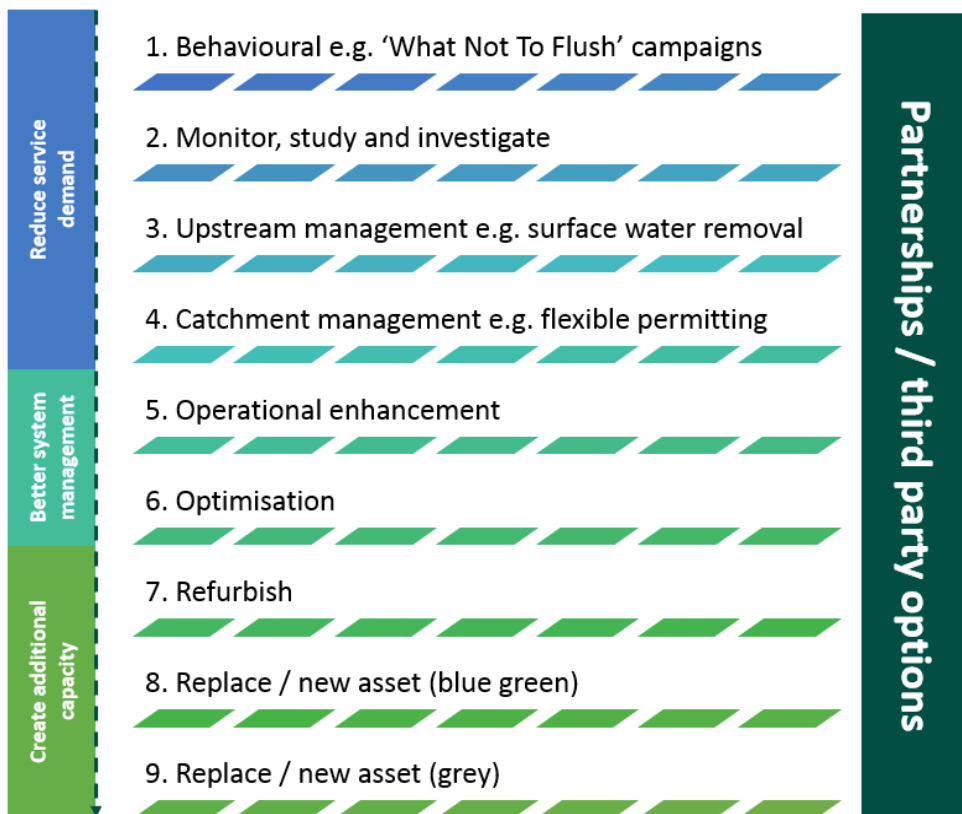 Reduce service
demand
Better system
management
Create additional
capacity
1. Behavioural e.g. ‘What Not To Flush’ campaigns
2. Monitor, study and investigate
3. Upstream management e.g. surface water removal
4. Catchment management e.g. flexible permitting
5. Operational enhancement
6. Optimisation
7. Refurbish
8. Replace / new asset (blue green)
9. Replace / new asset (grey)
Partnerships / third party options